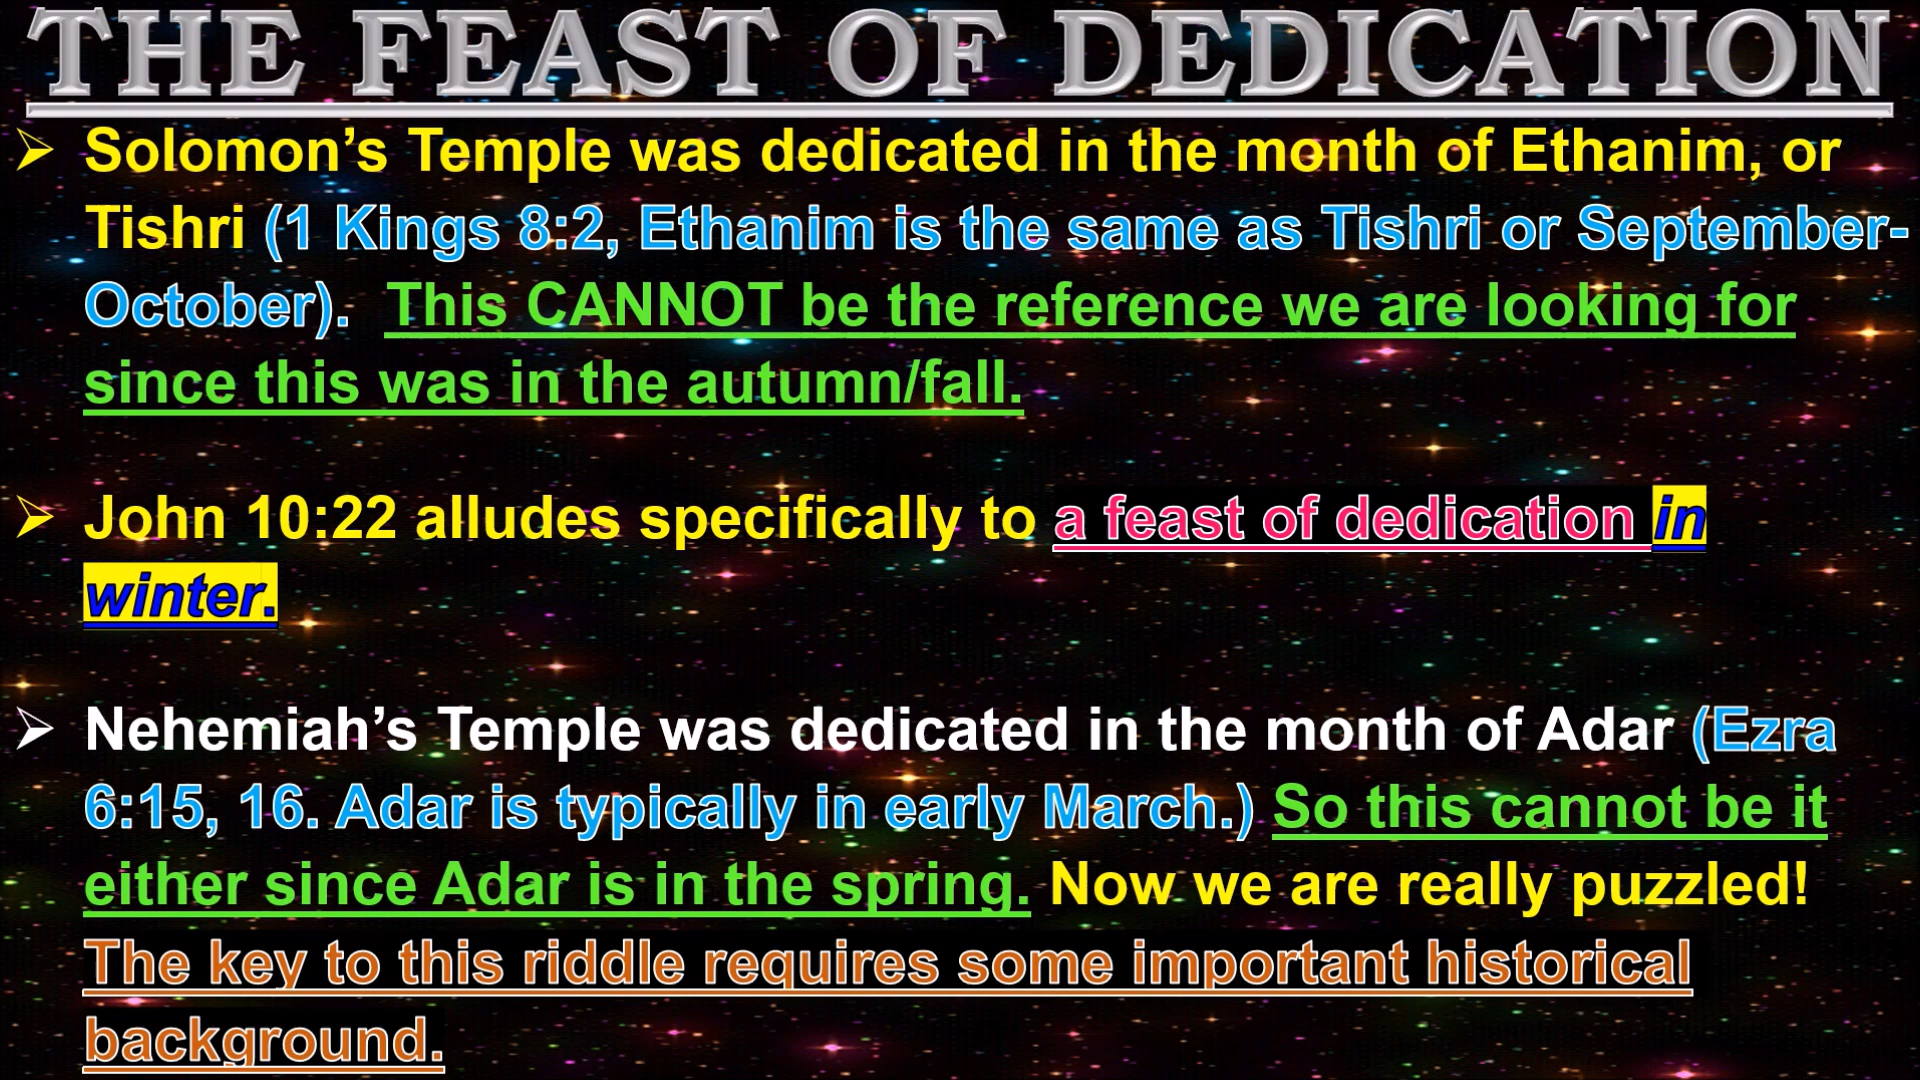 THE FEAST OF DEDICATION
➢ Solomon’s Temple was dedicated in the month of Ethanim, or
Tishri (1 Kings 8:2, Ethanim is the same as Tishri or September-
October). This CANNOT be the reference we are looking for
since this was in the autumn/fall.
➢ John 10:22 alludes specifically to a feast of dedication in
winter.
➢ Nehemiah’s Temple was dedicated in the month of Adar (Ezra
6:15, 16. Adar is typically in early March.) So this cannot be it
either since Adar is in the spring. Now we are really puzzled!
The key to this riddle requires some important historical
background.